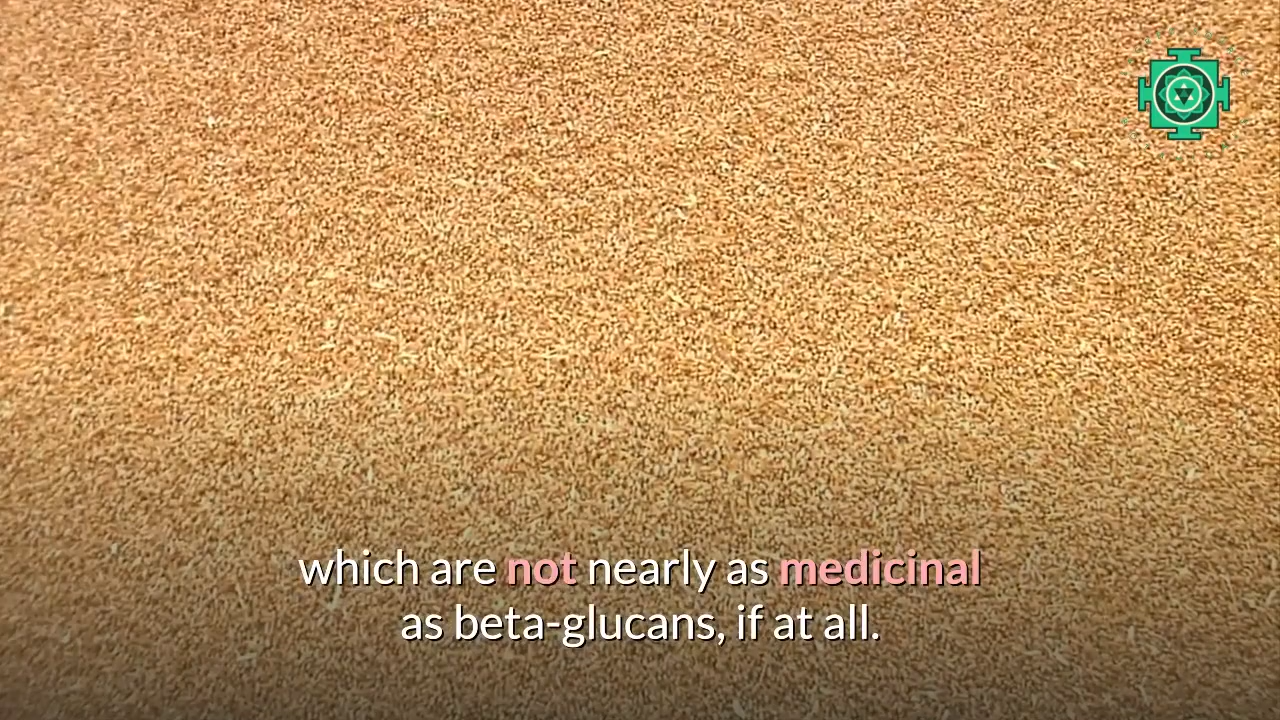 which are not nearly as medicinal
as beta-glucans, if at all.